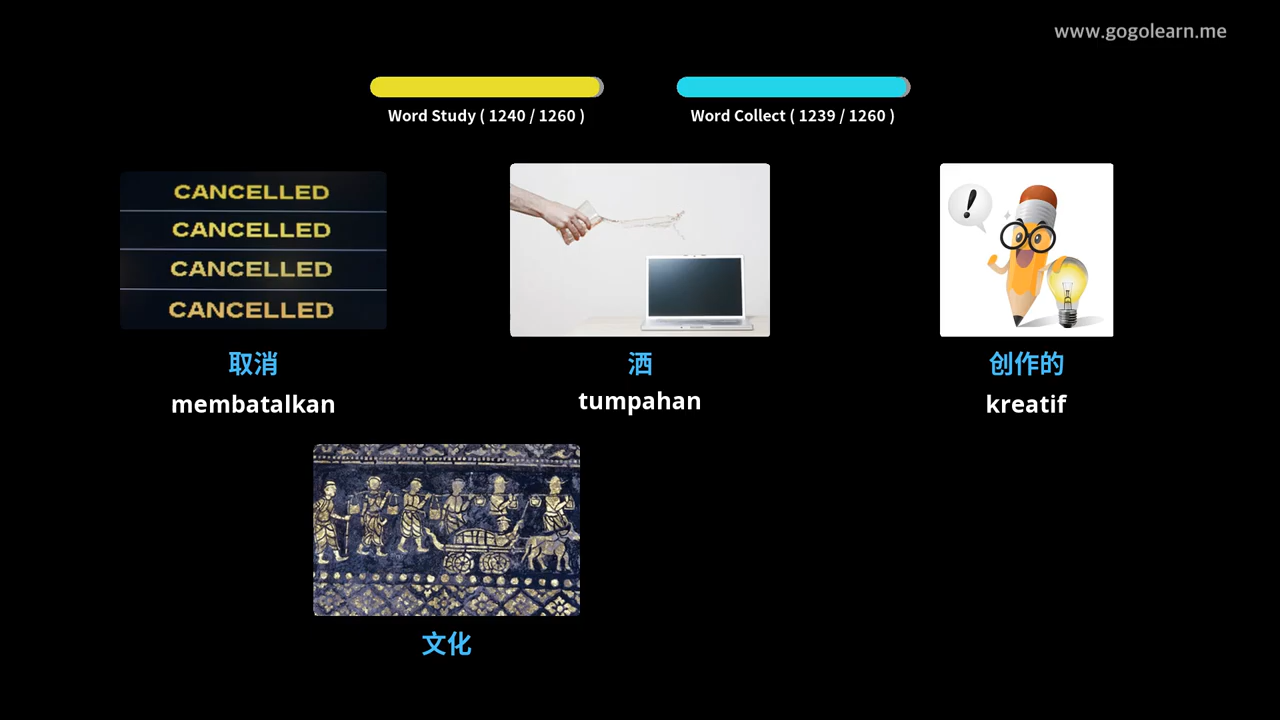 www.gogolearn.me
Word Study ( 1240 / 1260 )
Word Collect ( 1239 / 1260 )
CANCELLED
CANCELLED
CANCELLED
CANCELLED
!
取消
membatalkan
洒
tumpahan
创作的
kreatif
文化